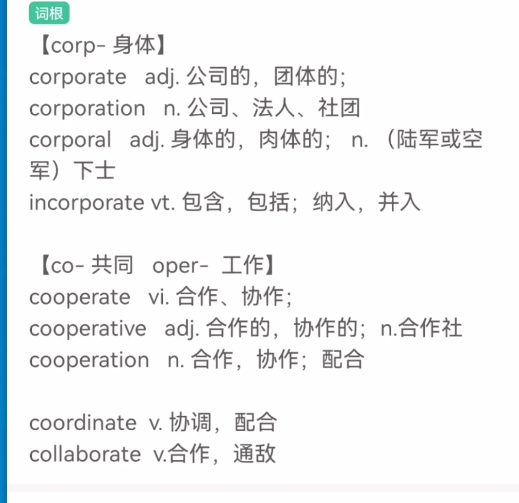 词根
【corp- 身体】
corporate adj. 公司的，团体的；
corporation n. 公司、法人、社团
corporal adj. 身体的，肉体的； n. （陆军或空
军）下士
incorporate vt. 包含，包括；纳入，并入
【co- 共同 oper- 工作】
cooperate vi. 合作、协作；
cooperative adj. 合作的，协作的；n.合作社
cooperation n. 合作，协作；配合
coordinate v. 协调，配合
collaborate v.合作，通敌